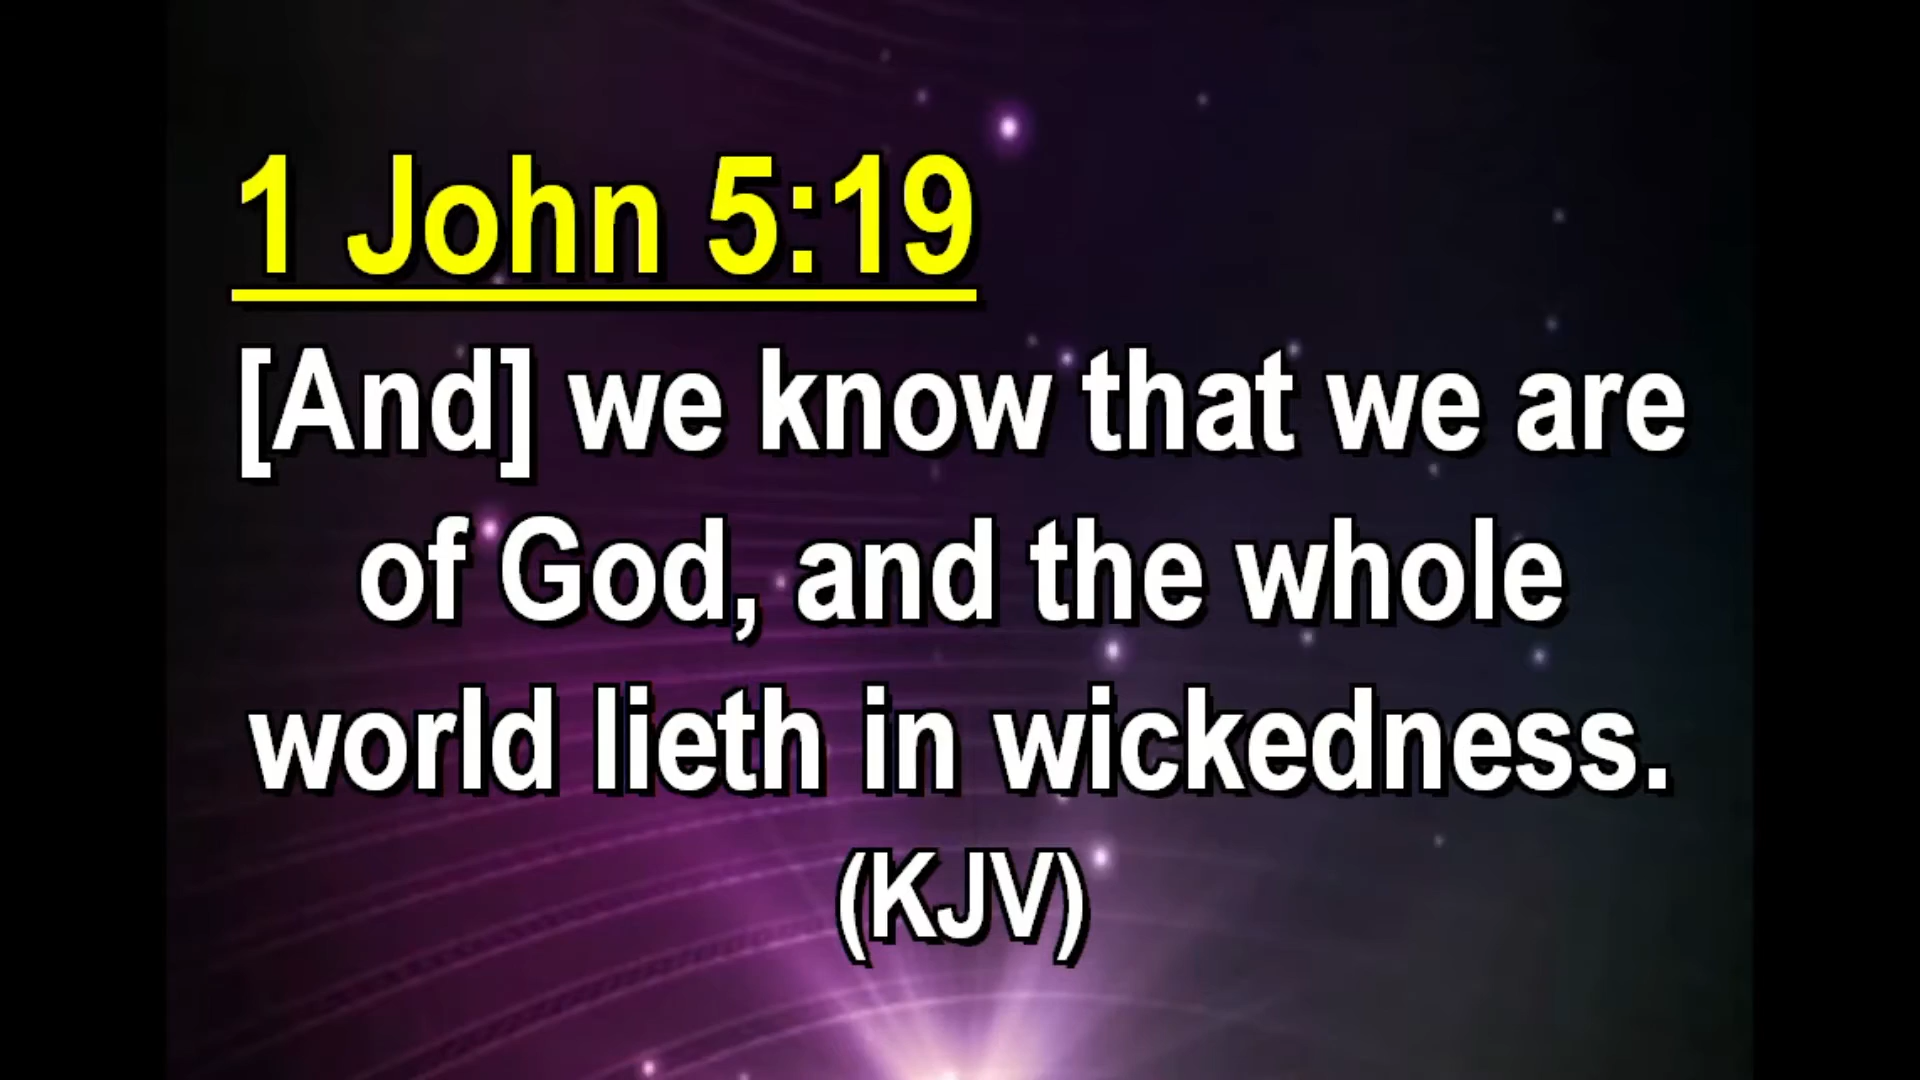 1 John 5:19
[And] we know that we are
of God, and the whole
world lieth in wickedness.
(KJV)